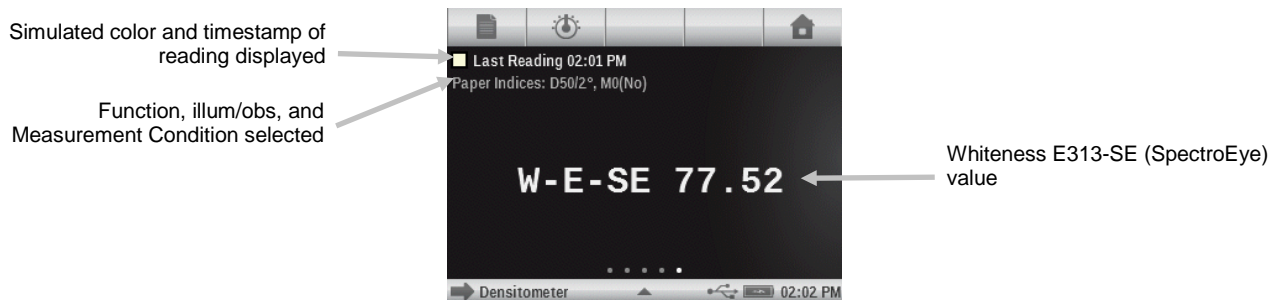 Simulated color and timestamp of
reading displayed
Function, illum/obs, and
Measurement Condition selected
Last Reading 02:01 PM
Paper Indices: D50/2°, M0(No)
W-E-SE 77.52
Whiteness E313-SE (SpectroEye)
value
Densitometer
02:02 PM